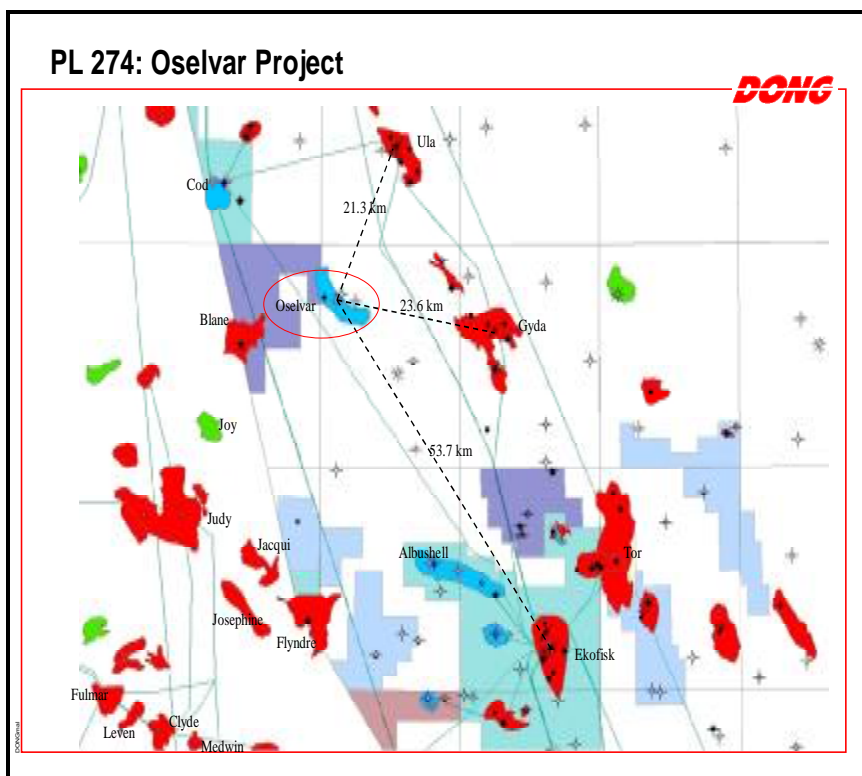 PL 274: Oselvar Project
DONG
Ula
Cod
21.3 km
Oselvar
23.6 km
Blane
Gyda
Joy
53.7 km
Judy
Jacqui
Albushell
Tor
Josephine
Flyndre
Ekofisk
Fulmar
Clyde
Leven
Medwin
DONGmal